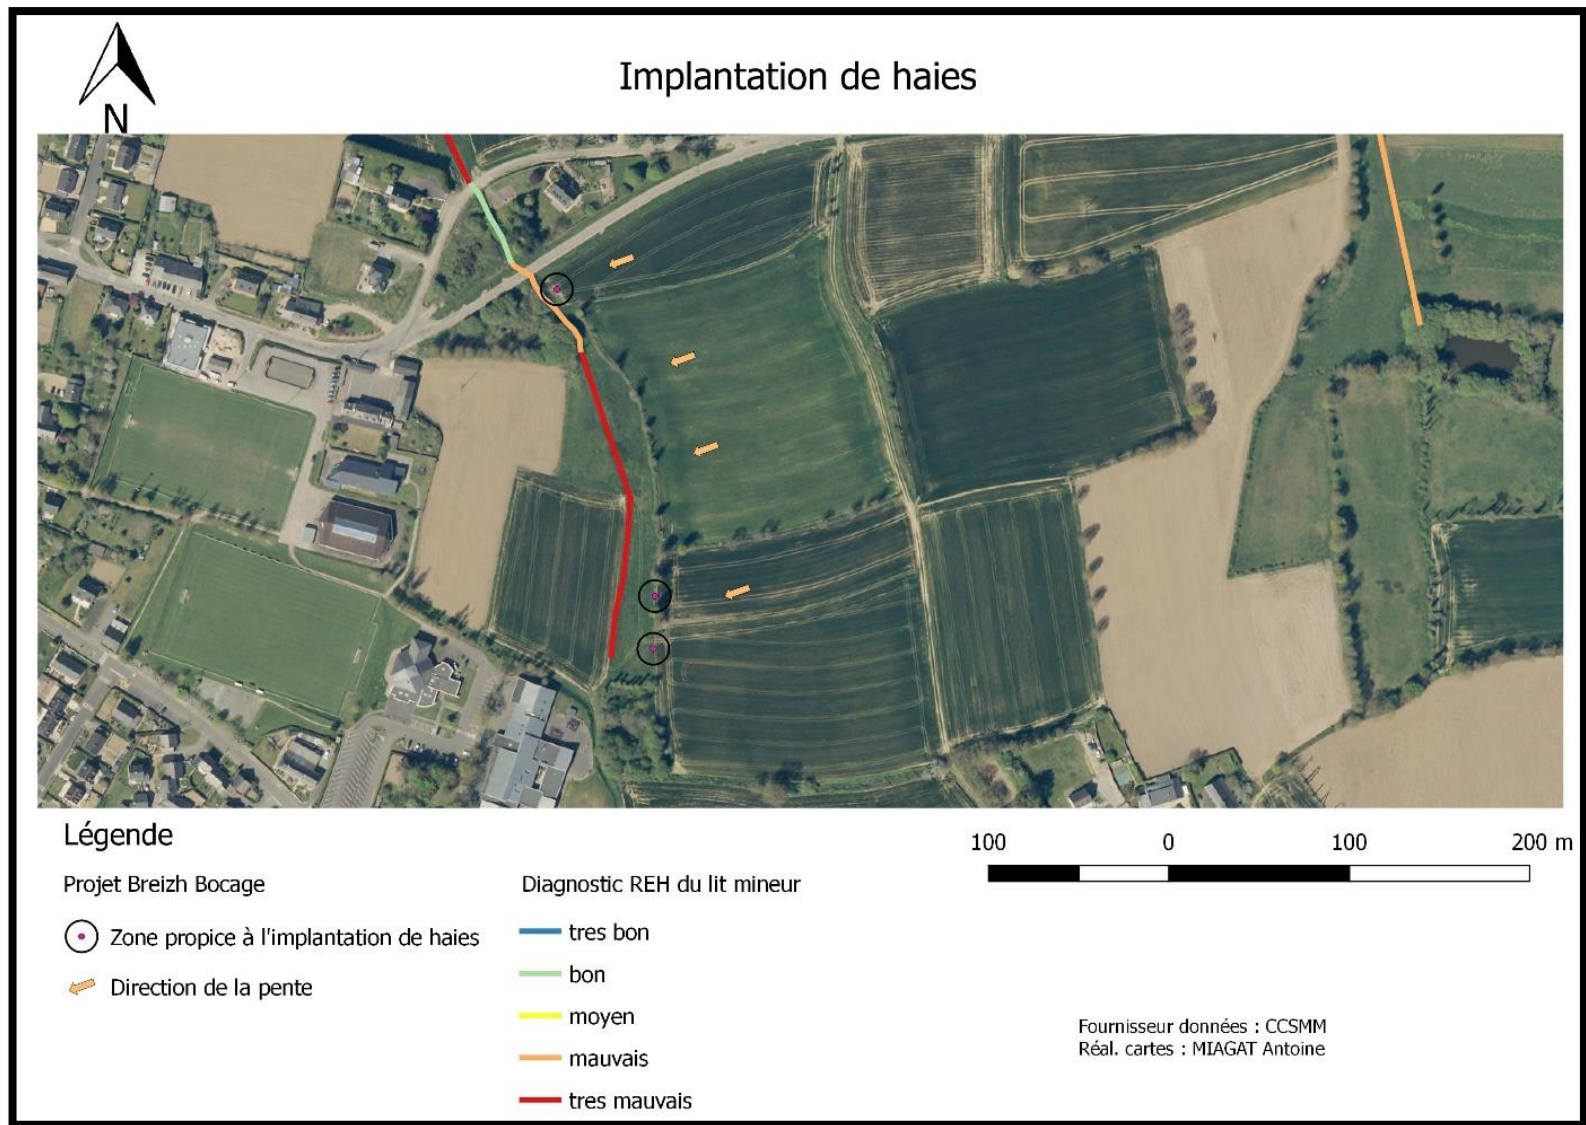 Implantation de haies
N
Légende
Projet Breizh Bocage
Zone propice à l'implantation de haies
Direction de la pente
Diagnostic REH du lit mineur
tres bon
bon
moyen
mauvais
tres mauvais
100 0 100 200 m
Fournisseur données : CCSMM
Réal. cartes : MIAGAT Antoine